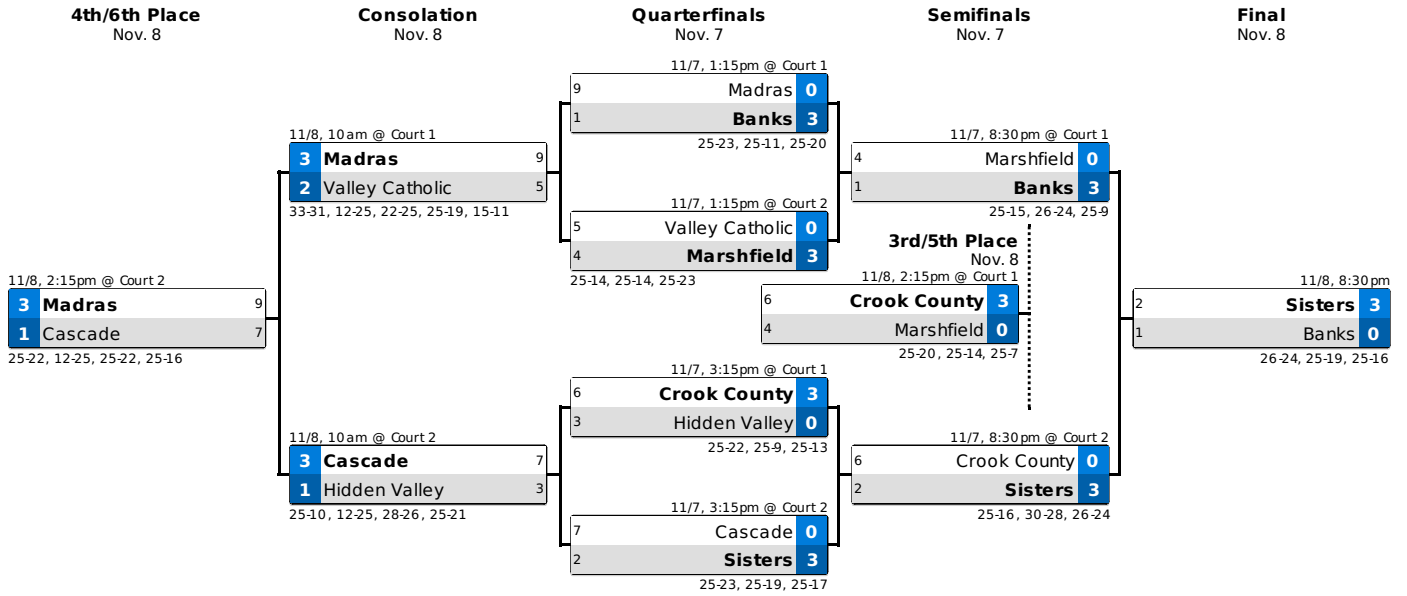 4th/6th Place
Nov. 8
Consolation
Nov. 8
Quarterfinals
Nov. 7
Semifinals
Nov. 7
Final
Nov. 8
11/8, 2:15pm @ Court 2
3 Madras 9
1 Cascade 7
25-22, 12-25, 25-22, 25-16
11/8, 10am @ Court 1
3 Madras 9
2 Valley Catholic 5
33-31, 12-25, 22-25, 25-19, 15-11
11/8, 10am @ Court 2
3 Cascade 7
1 Hidden Valley 3
25-10, 12-25, 28-26, 25-21
11/7, 1:15pm @ Court 1
9 Madras 0
1 Banks 3
25-23, 25-11, 25-20
11/7, 1:15pm @ Court 2
5 Valley Catholic 0
4 Marshfield 3
25-14, 25-14, 25-23
11/7, 3:15pm @ Court 1
6 Crook County 3
3 Hidden Valley 0
25-22, 25-9, 25-13
11/7, 3:15pm @ Court 2
7 Cascade 0
2 Sisters 3
25-23, 25-19, 25-17
11/7, 8:30pm @ Court 1
4 Marshfield 0
1 Banks 3
25-15, 26-24, 25-9
3rd/5th Place
Nov. 8
11/8, 2:15pm @ Court 1
6 Crook County 3
4 Marshfield 0
25-20, 25-14, 25-7
11/7, 8:30pm @ Court 2
6 Crook County 0
2 Sisters 3
25-16, 30-28, 26-24
11/8, 8:30pm
2 Sisters 3
1 Banks 0
26-24, 25-19, 25-16